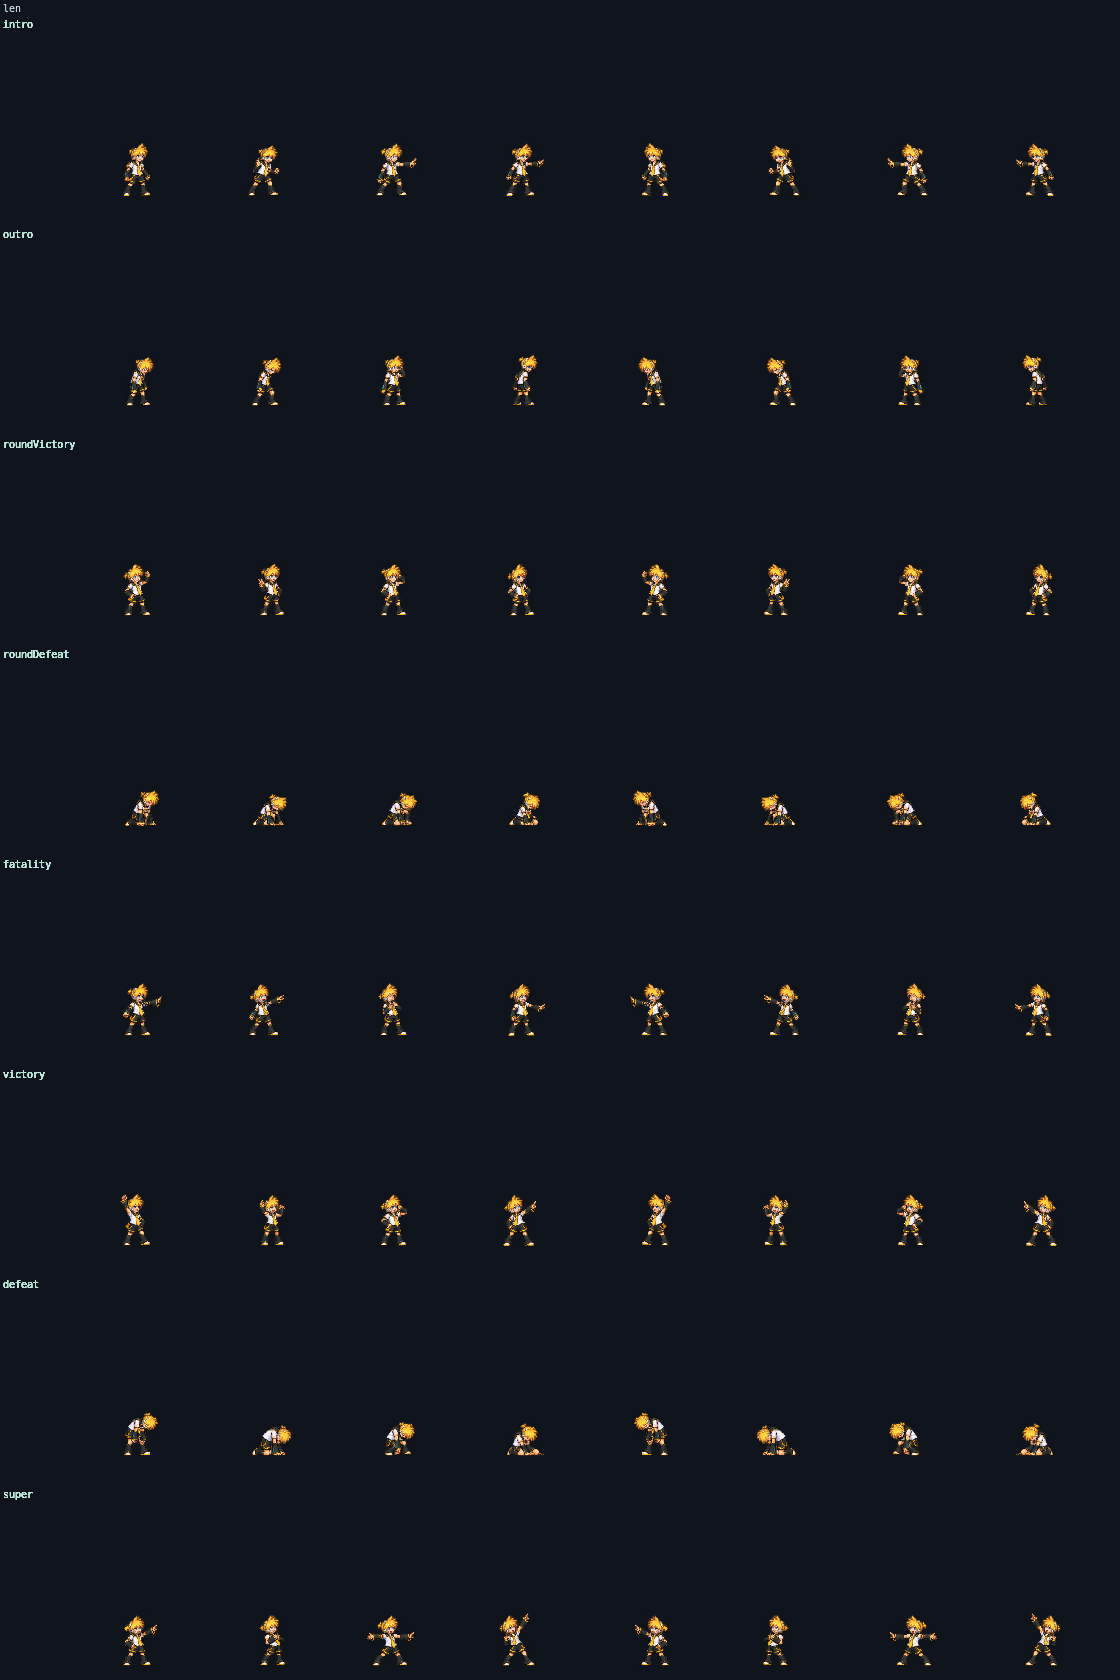 len
intro
outro
roundVictory
roundDefeat
fatality
victory
defeat
super